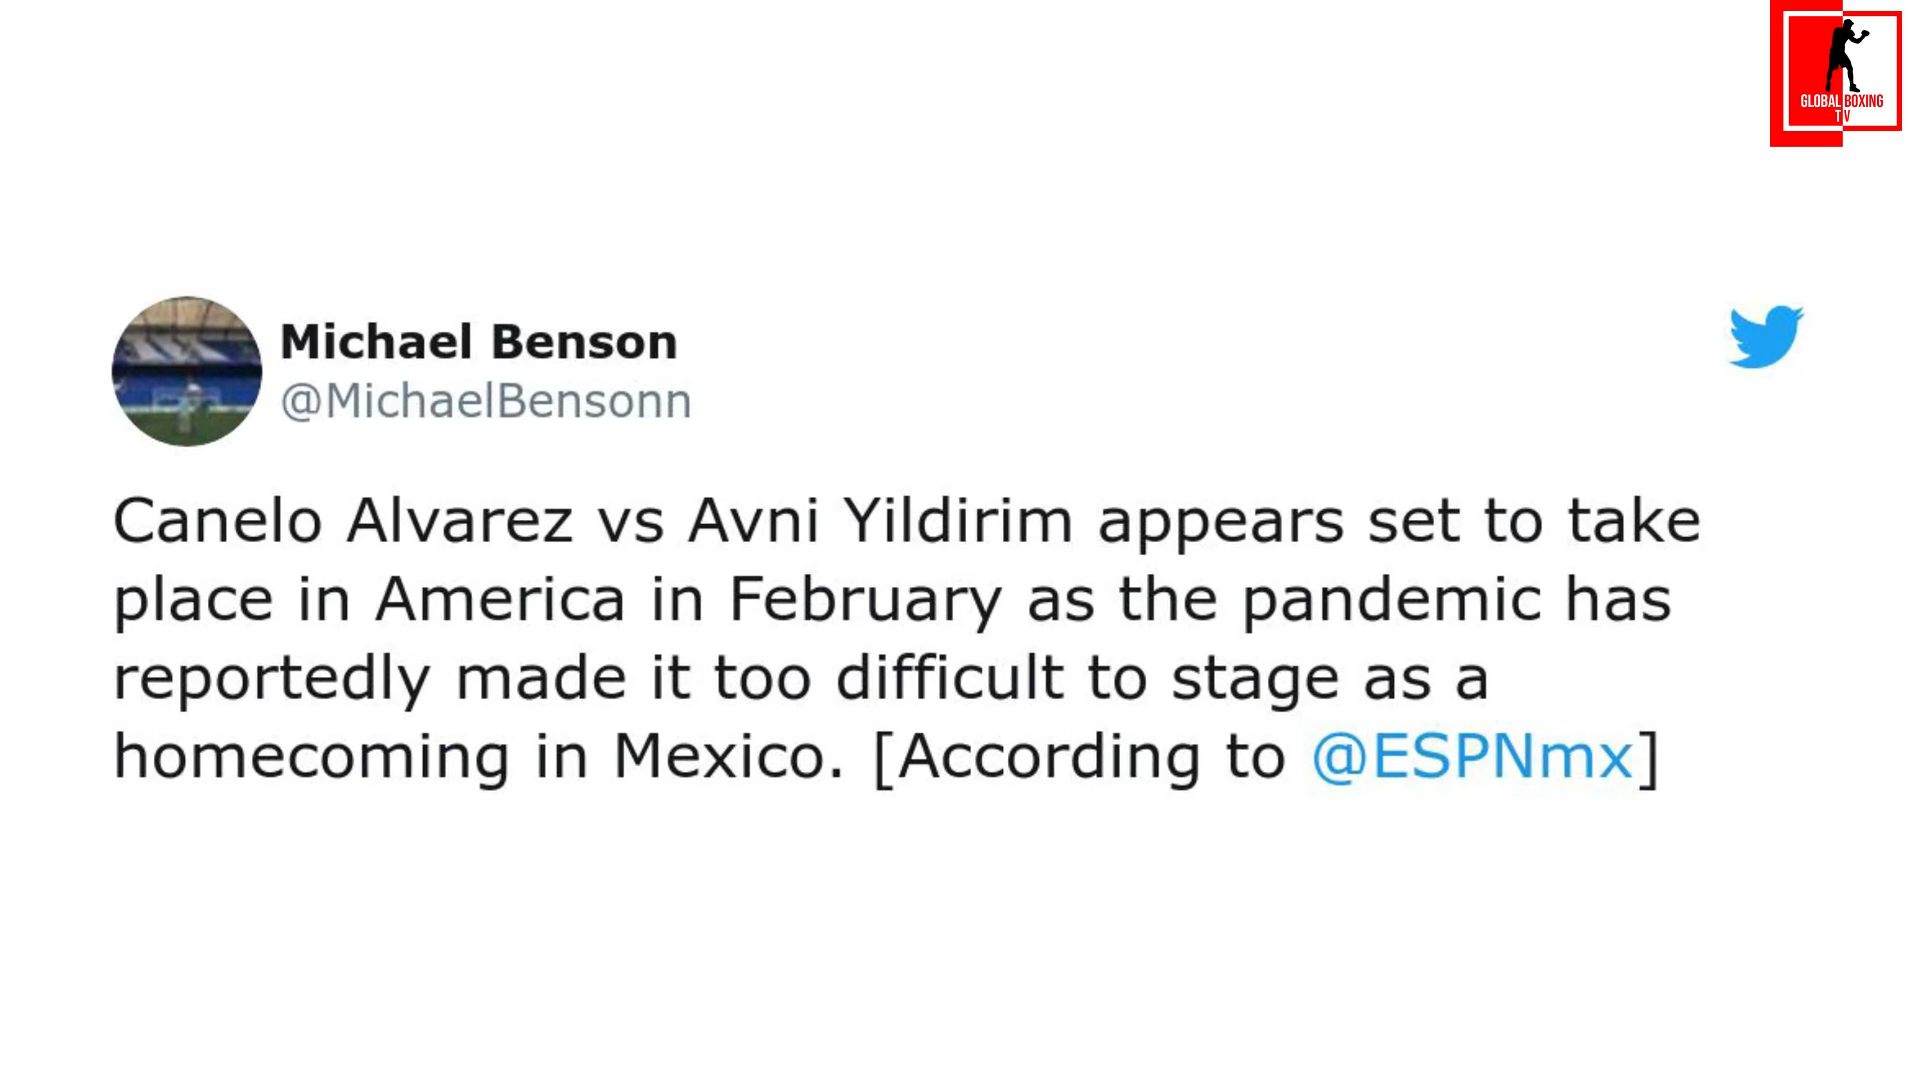 GLOBAL BOXING
TV
Michael Benson
@MichaelBensonn
Canelo Alvarez vs Avni Yildirim appears set to take
place in America in February as the pandemic has
reportedly made it too difficult to stage as a
homecoming in Mexico. [According to @ESPNmx]